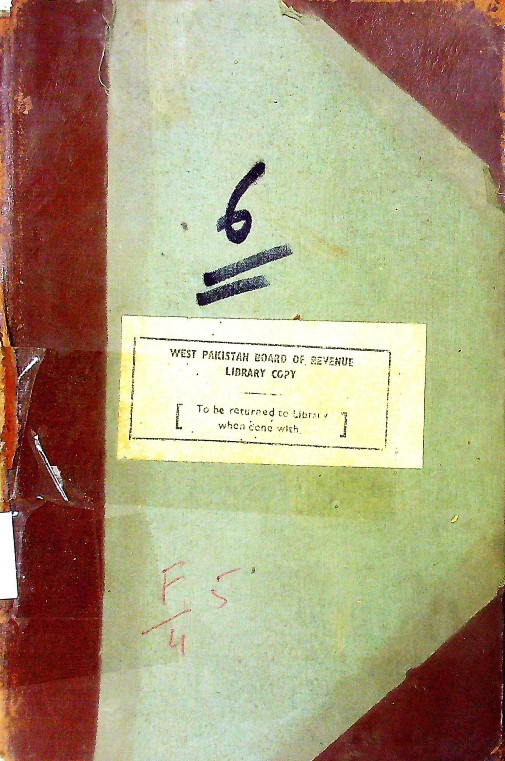 6
WEST PAKISTAN BOARD OF REVENUE
LIBRARY COPY
[ To be returned to Library
when done with. ]
F 5
4